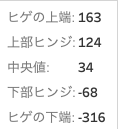 ヒゲの上端: 163
上部ヒンジ: 124
中央値: 34
下部ヒンジ: -68
ヒゲの下端: -316